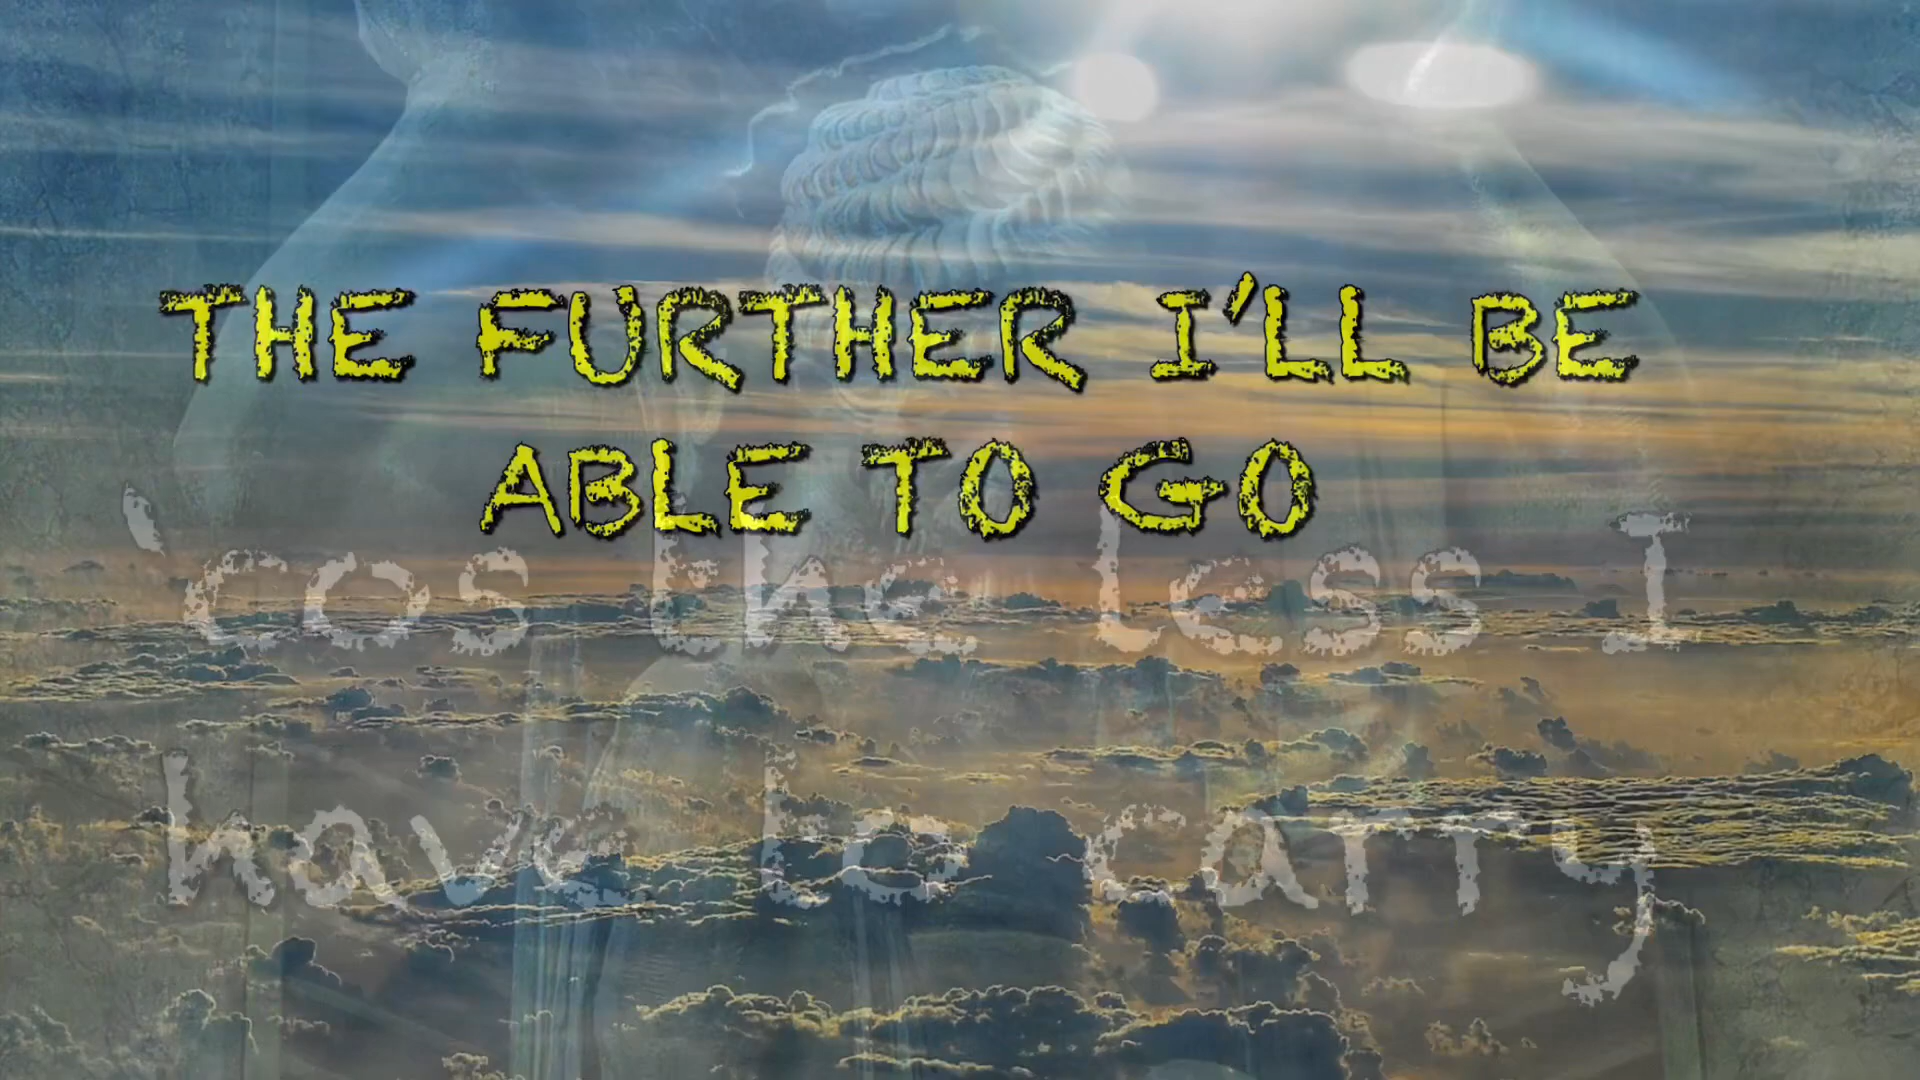 THE FURTHER I'LL BE
ABLE TO GO
'cos the less I
have to carry